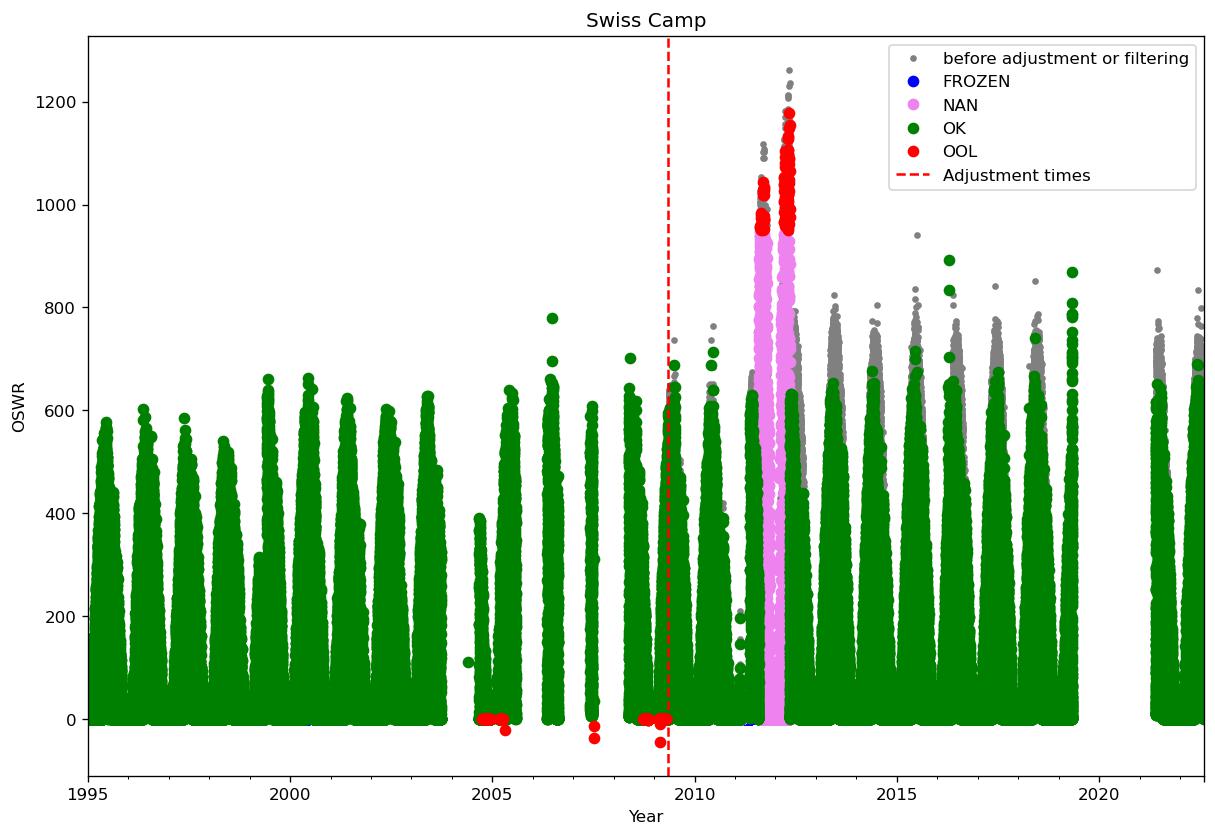 Swiss Camp
before adjustment or filtering
FROZEN
NAN
OK
OOL
Adjustment times
OSWR
1200
1000
800
600
400
200
0
1995 2000 2005 2010 2015 2020
Year